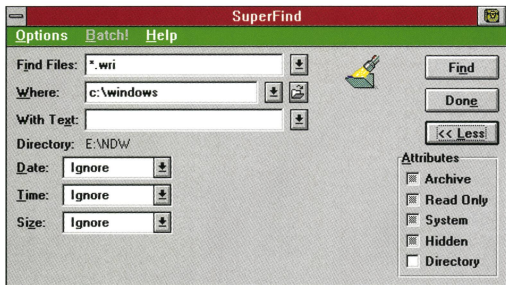 SuperFind
Options Batch! Help
Find Files: *.wri
Find
Where: c:\windows
Done
With Text:
<< Less
Directory: E:\NDW
Attributes
Date: Ignore
Archive
Time: Ignore
Read Only
Size: Ignore
System
Hidden
Directory